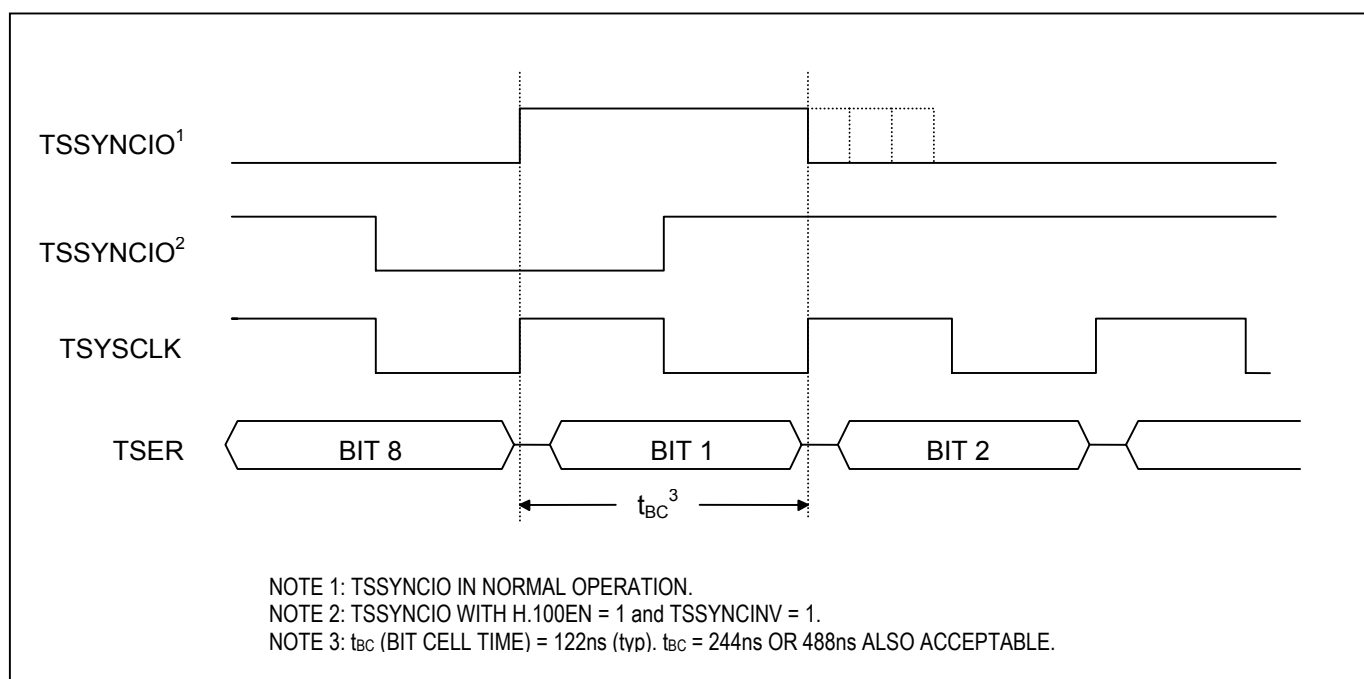 TSSYNCIO1
TSSYNCIO2
TSYSCLK
TSER
BIT 8
BIT 1
BIT 2
tBC3
NOTE 1: TSSYNCIO IN NORMAL OPERATION.
NOTE 2: TSSYNCIO WITH H.100EN = 1 and TSSYNCINV = 1.
NOTE 3: tBC (BIT CELL TIME) = 122ns (typ). tBC = 244ns OR 488ns ALSO ACCEPTABLE.